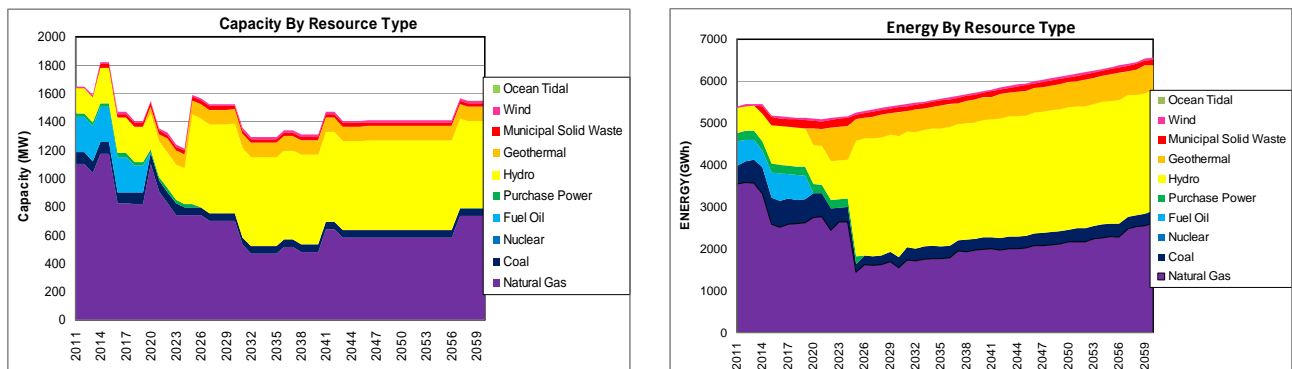 Capacity By Resource Type
Capacity (MW)
2000
1800
1600
1400
1200
1000
800
600
400
200
0
2011
2014
2017
2020
2023
2026
2029
2032
2035
2038
2041
2044
2047
2050
2053
2056
2059
Ocean Tidal
Wind
Municipal Solid Waste
Geothermal
Hydro
Purchase Power
Fuel Oil
Nuclear
Coal
Natural Gas
Energy By Resource Type
ENERGY (GWh)
7000
6000
5000
4000
3000
2000
1000
0
2011
2014
2017
2020
2023
2026
2029
2032
2035
2038
2041
2044
2047
2050
2053
2056
2059
Ocean Tidal
Wind
Municipal Solid Waste
Geothermal
Hydro
Purchase Power
Fuel Oil
Nuclear
Coal
Natural Gas